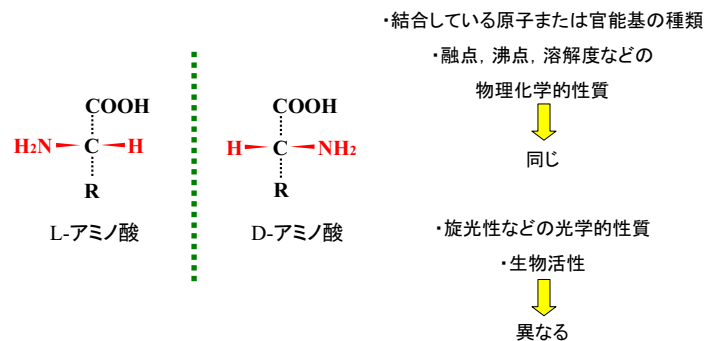 COOH
H₂N C H
R
L-アミノ酸
COOH
H C NH₂
R
D-アミノ酸
・結合している原子または官能基の種類
・融点, 沸点, 溶解度などの
物理化学的性質
同じ
・旋光性などの光学的性質
・生物活性
異なる